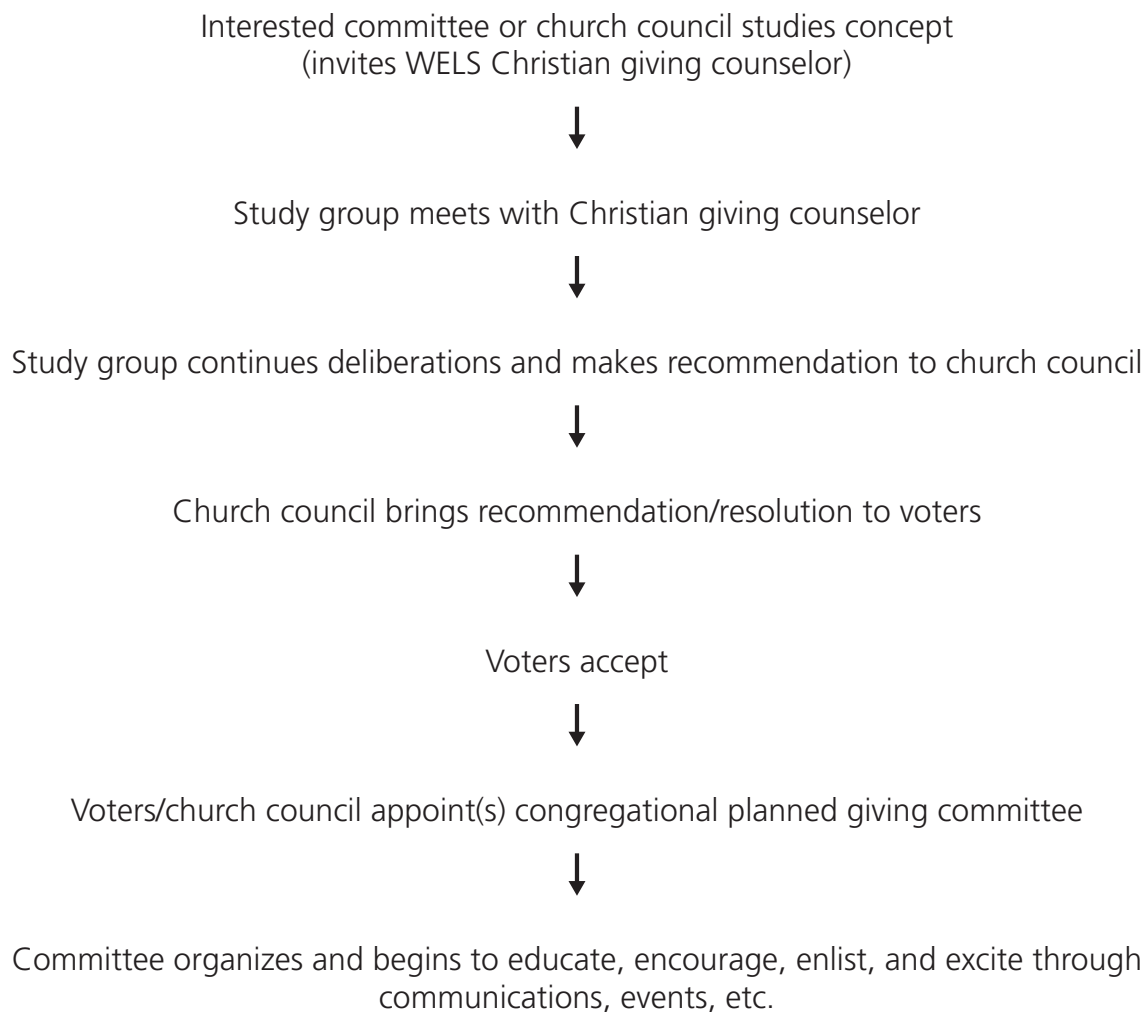 Interested committee or church council studies concept
(invites WELS Christian giving counselor)
Study group meets with Christian giving counselor
Study group continues deliberations and makes recommendation to church council
Church council brings recommendation/resolution to voters
Voters accept
Voters/church council appoint(s) congregational planned giving committee
Committee organizes and begins to educate, encourage, enlist, and excite through
communications, events, etc.